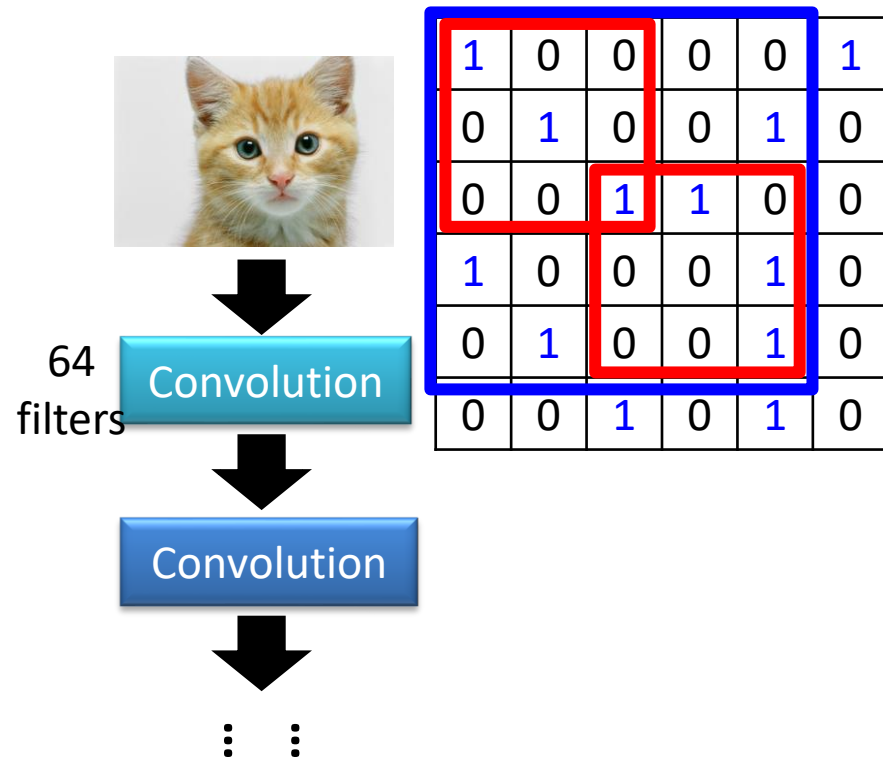 1 0 0 0 0 1
0 1 0 0 1 0
0 0 1 1 0 0
1 0 0 0 1 0
0 1 0 0 1 0
0 0 1 0 1 0
64
filters
Convolution
Convolution